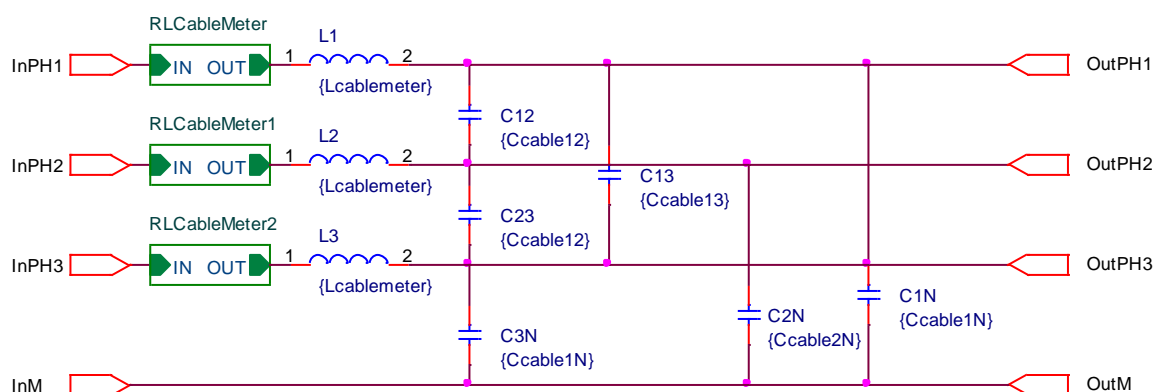 RLCableMeter
L1
InPH1
IN OUT
1
2
OutPH1
{Lcablemeter}
C12
{Ccable12}
RLCableMeter1
L2
InPH2
IN OUT
1
2
OutPH2
{Lcablemeter}
C13
{Ccable13}
C23
{Ccable12}
RLCableMeter2
L3
InPH3
IN OUT
1
2
OutPH3
{Lcablemeter}
C1N
{Ccable1N}
C2N
{Ccable2N}
C3N
{Ccable1N}
InM
OutM